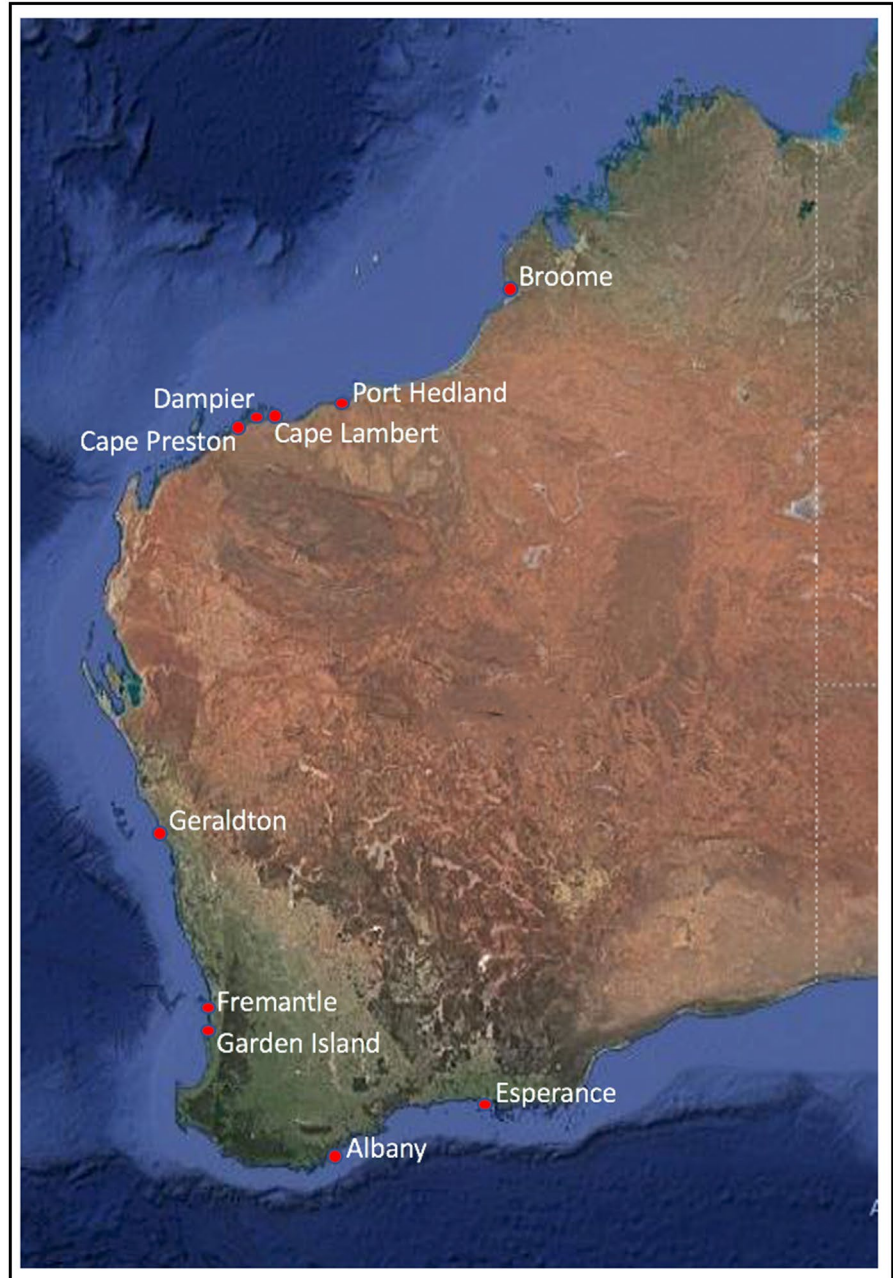 Broome
Port Hedland
Dampier
Cape Lambert
Cape Preston
Geraldton
Fremantle
Garden Island
Esperance
Albany
A